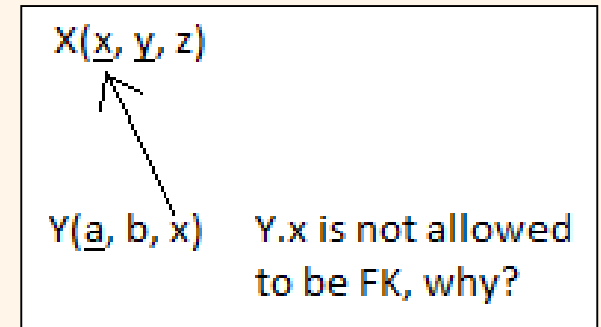 X(x, y, z)
Y(a, b, x) Y.x is not allowed
to be FK, why?